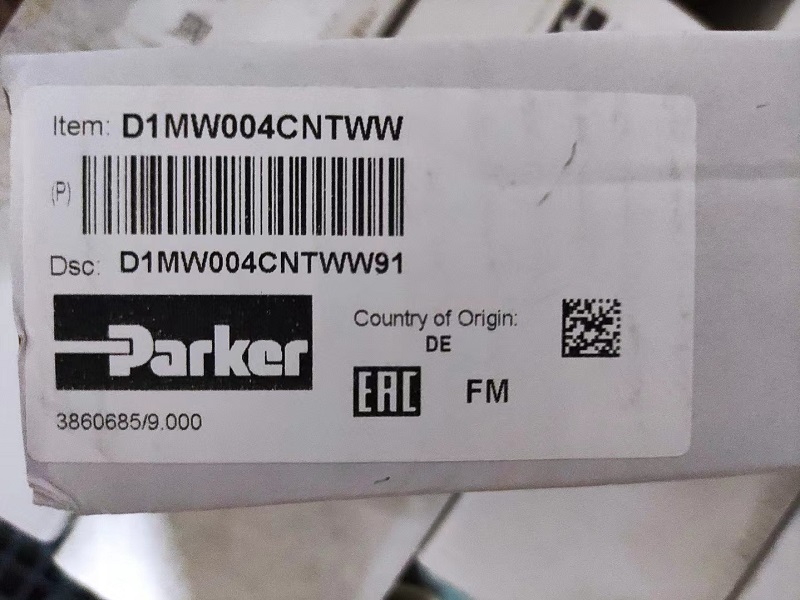 Item: D1MW004CNTWW
(P)
Dsc: D1MW004CNTWW91
Parker
Country of Origin:
DE
EAC FM
3860685/9.000